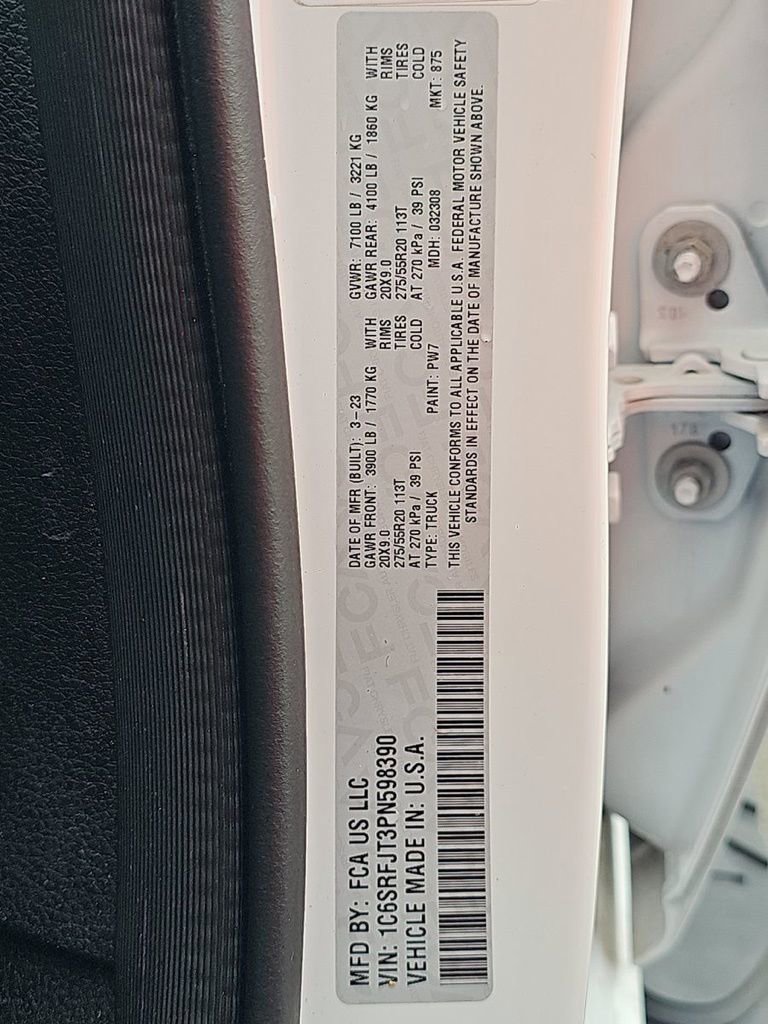 MFD BY: FCA US LLC
VIN: 1C6SRFJT3PN598390
VEHICLE MADE IN: U.S.A.
DATE OF MFR (BUILT): 3-23 GVWR: 7100 LB / 3221 KG
GAWR FRONT: 3900 LB / 1770 KG WITH GAWR REAR: 4100 LB / 1860 KG WITH
20X9.0 RIMS 20X9.0 RIMS
275/55R20 113T TIRES 275/55R20 113T TIRES
AT 270 kPa / 39 PSI COLD AT 270 kPa / 39 PSI COLD
TYPE: TRUCK PAINT: PW7 MDH: 032308 MKT: 875
THIS VEHICLE CONFORMS TO ALL APPLICABLE U.S.A. FEDERAL MOTOR VEHICLE SAFETY
STANDARDS IN EFFECT ON THE DATE OF MANUFACTURE SHOWN ABOVE.